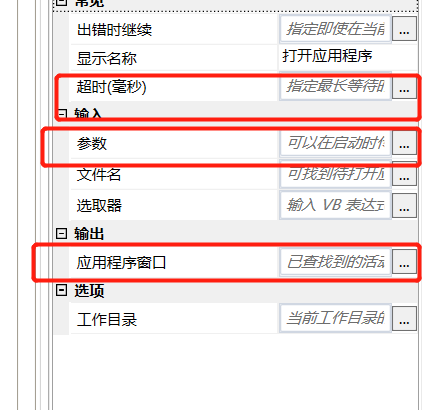 常见
出错时继续 指定即使在当前 ...
显示名称 打开应用程序
超时(毫秒) 指定最长等待 ...
输入
参数 可以在启动时 ...
文件名 可找到待打开 ...
选取器 输入 VB 表达式 ...
输出
应用程序窗口 已查找到的活动 ...
选项
工作目录 当前工作目录的 ...